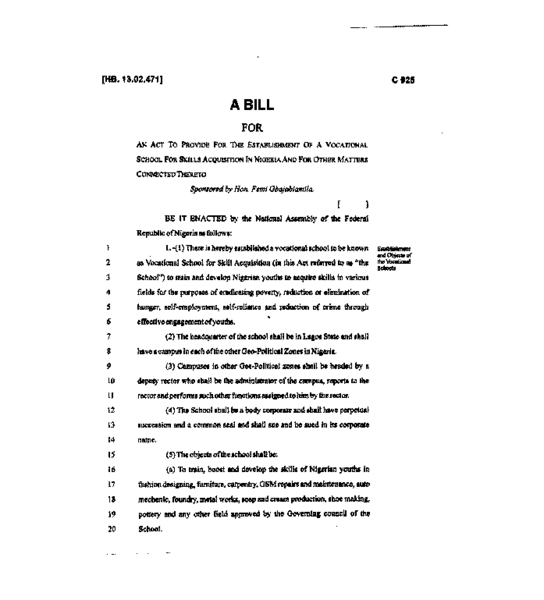 [HB. 13.02.471] C 925
A BILL
FOR
AN ACT TO PROVIDE FOR THE ESTABLISHMENT OF A VOCATIONAL
SCHOOL FOR SKILLS ACQUISITION IN NIGERIA AND FOR OTHER MATTERS
CONNECTED THERETO
Sponsored by Hon. Femi Gbajabiamila.
[ ]
BE IT ENACTED by the National Assembly of the Federal
Republic of Nigeria as follows:
1 1.-(1) There is hereby established a vocational school to be known
Establishment
and Objects of
the Vocational
Schools
2 as Vocational School for Skill Acquisition (in this Act referred to as "the
3 School") to train and develop Nigerian youths to acquire skills in various
4 fields for the purposes of eradicating poverty, reduction or elimination of
5 hunger, self-employment, self-reliance and reduction of crime through
6 effective engagement of youths.
7 (2) The headquarter of the school shall be in Lagos State and shall
8 have a campus in each of the other Geo-Political Zones in Nigeria.
9 (3) Campuses in other Geo-Political zones shall be headed by a
10 deputy rector who shall be the administrator of the campus, reports to the
11 rector and performs such other functions assigned to him by the rector.
12 (4) The School shall be a body corporate and shall have perpetual
13 succession and a common seal and shall sue and be sued in its corporate
14 name.
15 (5) The objects of the school shall be:
16 (a) To train, boost and develop the skills of Nigerian youths in
17 fashion designing, furniture, carpentry, GSM repairs and maintenance, auto
18 mechanic, foundry, metal works, soap and cream production, shoe making,
19 pottery and any other field approved by the Governing council of the
20 School.